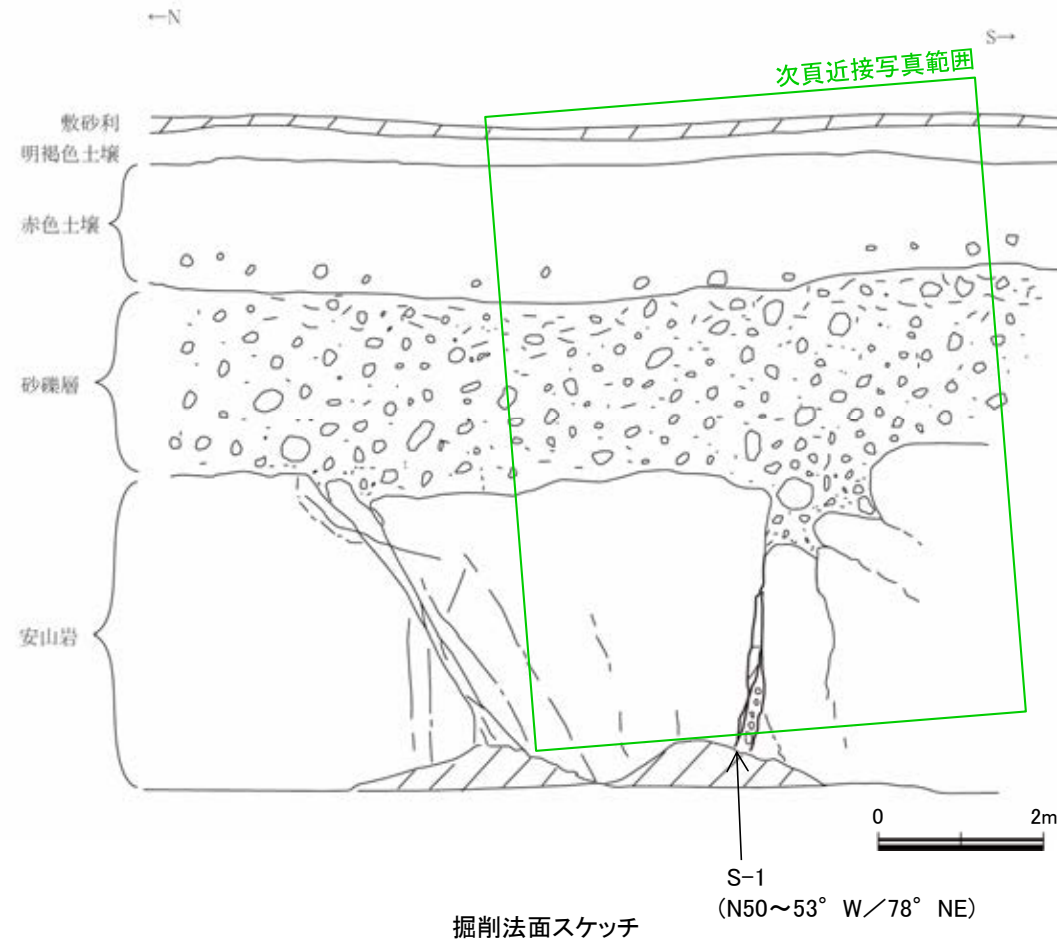 ←N
S→
次頁近接写真範囲
敷砂利
明褐色土壌
赤色土壌
砂礫層
安山岩
0 2m
S-1
(N50~53° W/78° NE)
掘削法面スケッチ